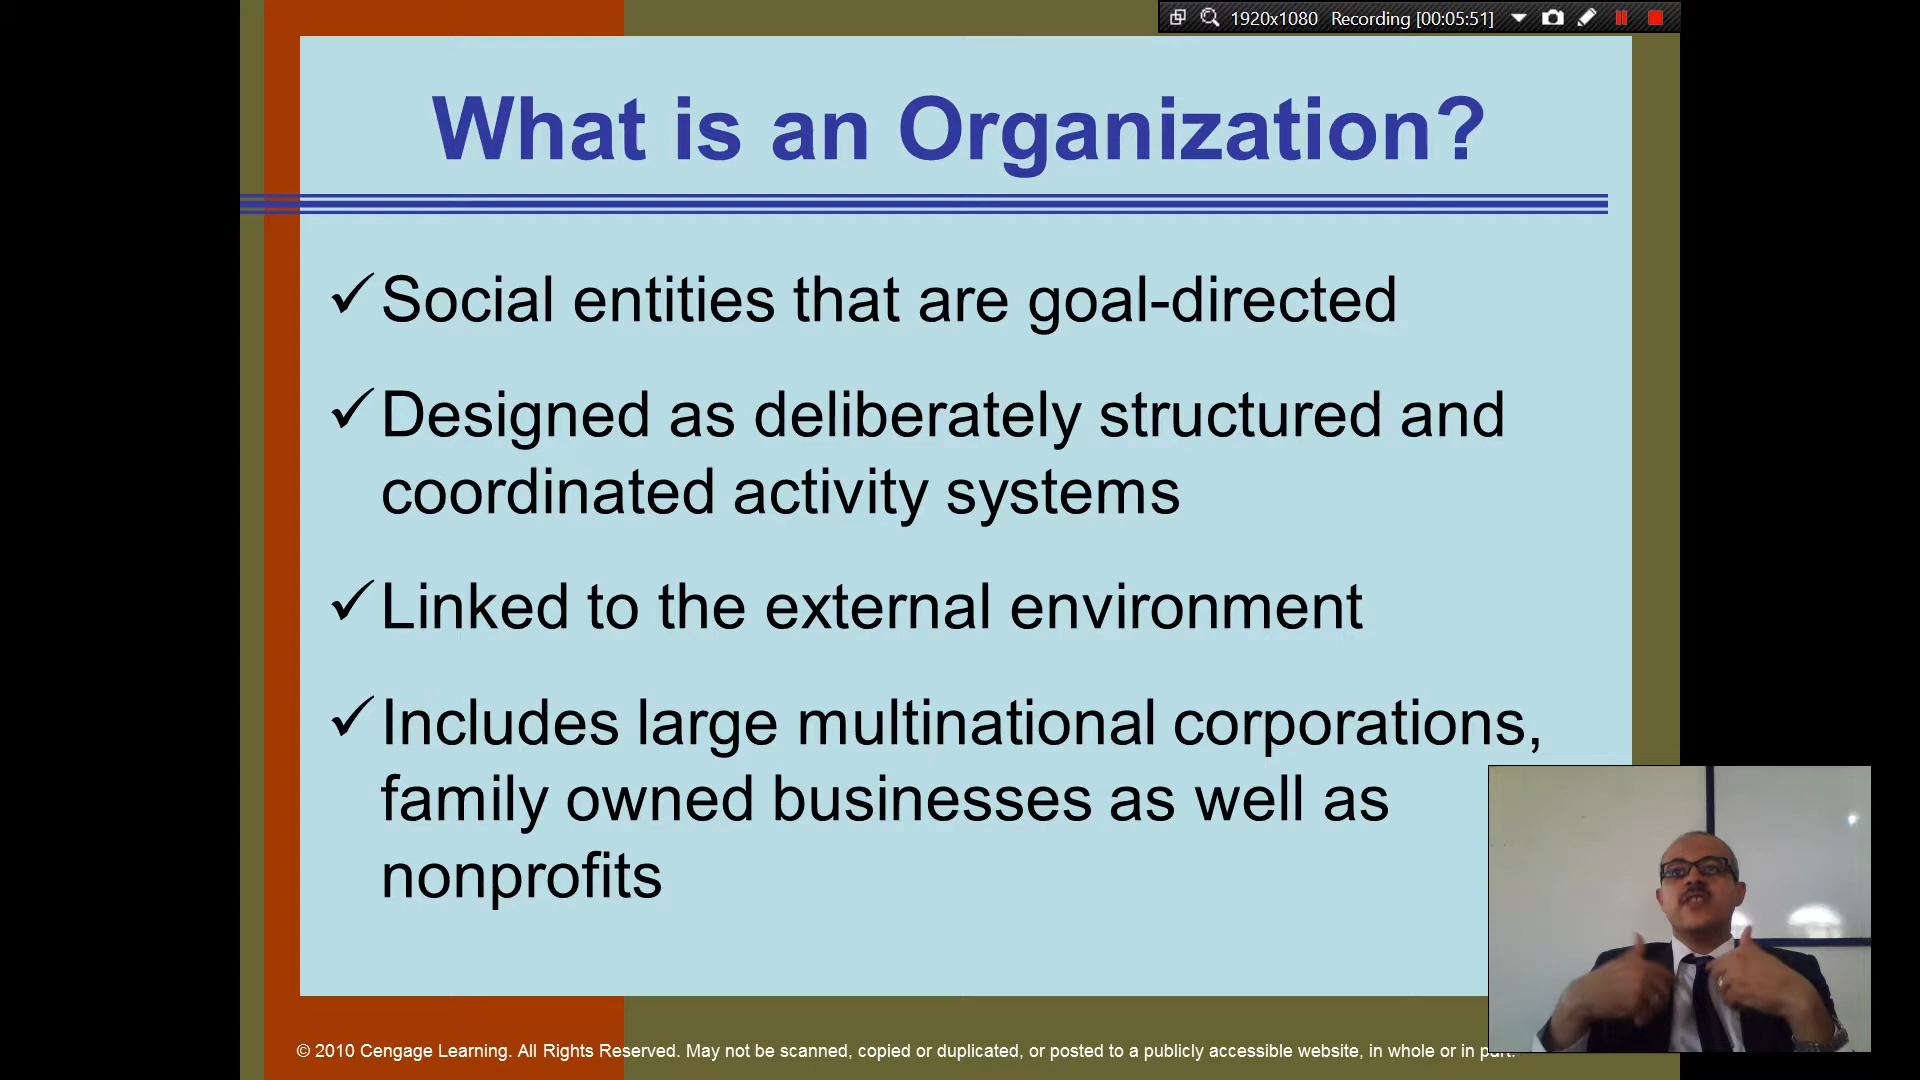 1920x1080 Recording [00:05:51]
What is an Organization?
✓Social entities that are goal-directed
✓Designed as deliberately structured and
coordinated activity systems
✓Linked to the external environment
✓Includes large multinational corporations,
family owned businesses as well as
nonprofits
© 2010 Cengage Learning. All Rights Reserved. May not be scanned, copied or duplicated, or posted to a publicly accessible website, in whole or in part.